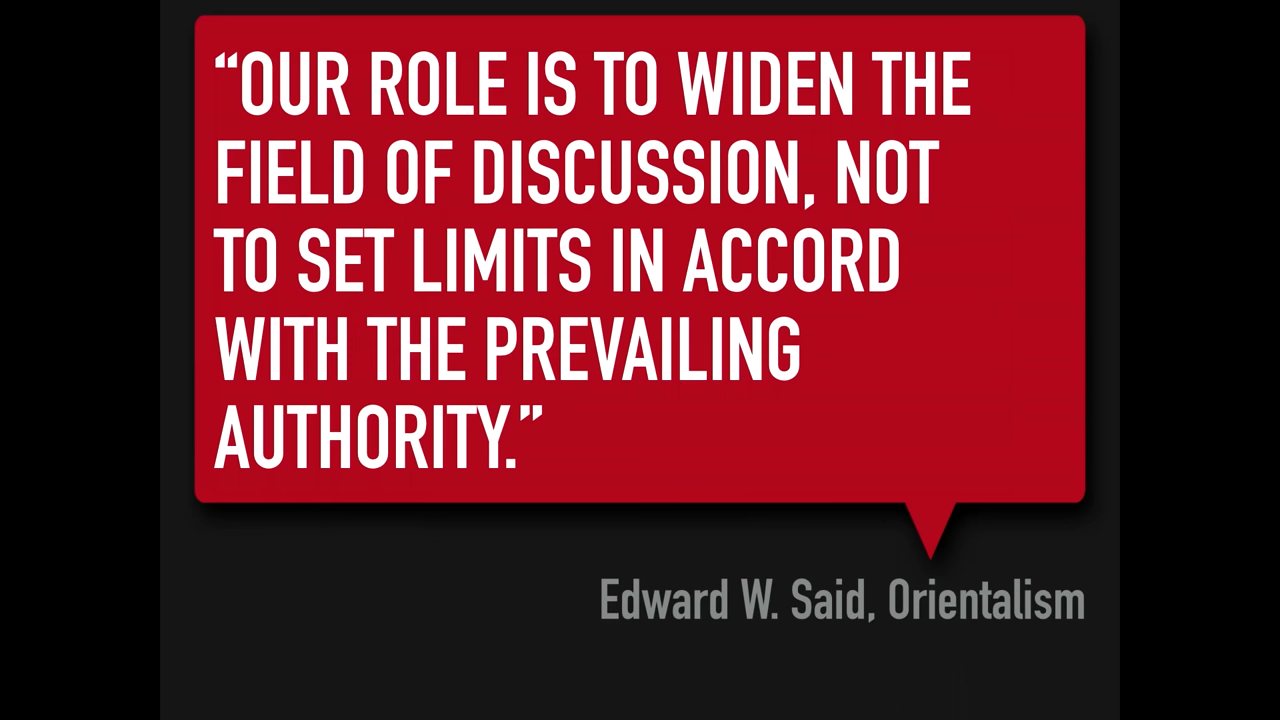 “OUR ROLE IS TO WIDEN THE
FIELD OF DISCUSSION, NOT
TO SET LIMITS IN ACCORD
WITH THE PREVAILING
AUTHORITY.”
Edward W. Said, Orientalism